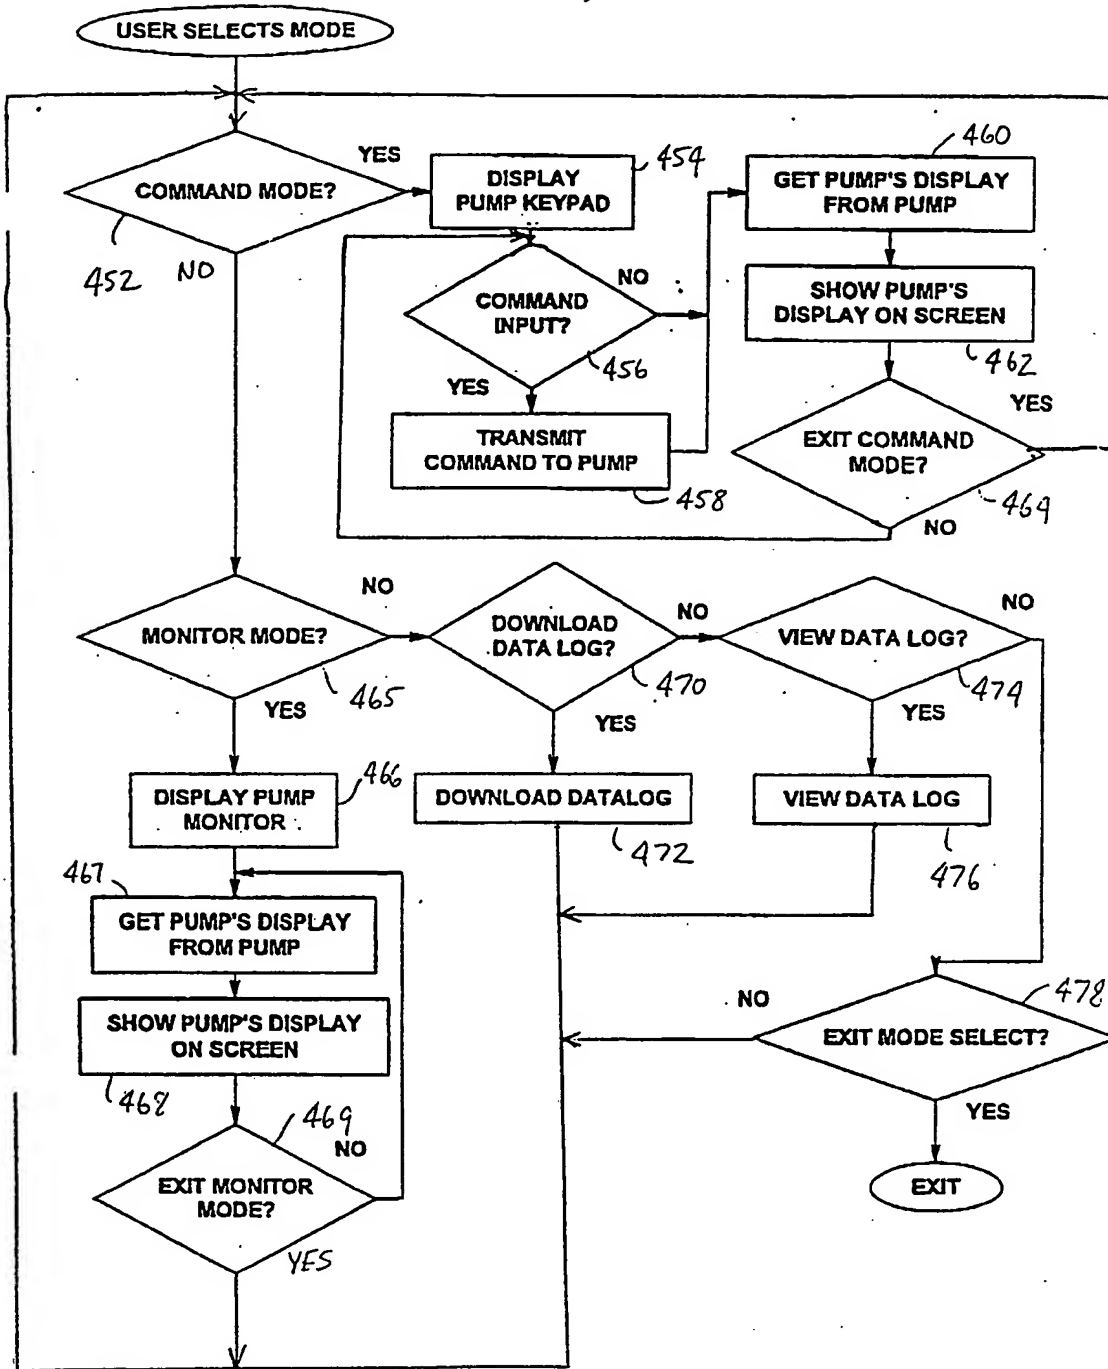 USER SELECTS MODE
COMMAND MODE?
YES
452
NO
DISPLAY
PUMP KEYPAD
454
COMMAND
INPUT?
NO
456
YES
TRANSMIT
COMMAND TO PUMP
458
460
GET PUMP'S DISPLAY
FROM PUMP
SHOW PUMP'S
DISPLAY ON SCREEN
462
EXIT COMMAND
MODE?
YES
464
NO
MONITOR MODE?
NO
465
YES
DOWNLOAD
DATA LOG?
NO
470
YES
VIEW DATA LOG?
NO
474
YES
DISPLAY PUMP
MONITOR
466
DOWNLOAD DATALOG
472
VIEW DATA LOG
476
467
GET PUMP'S DISPLAY
FROM PUMP
SHOW PUMP'S DISPLAY
ON SCREEN
468
469
EXIT MONITOR
MODE?
NO
YES
NO
EXIT MODE SELECT?
478
YES
EXIT